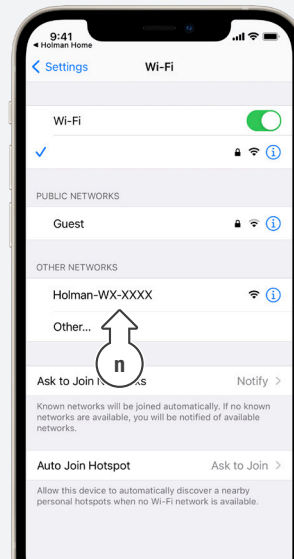 9:41
◀ Holman Home
Settings
Wi-Fi
Wi-Fi
PUBLIC NETWORKS
Guest
OTHER NETWORKS
Holman-WX-XXXX
Other...
n
Ask to Join Notify
Known networks will be joined automatically. If no known
networks are available, you will be notified of available
networks.
Auto Join Hotspot Ask to Join
Allow this device to automatically discover a nearby
personal hotspots when no Wi-Fi network is available.